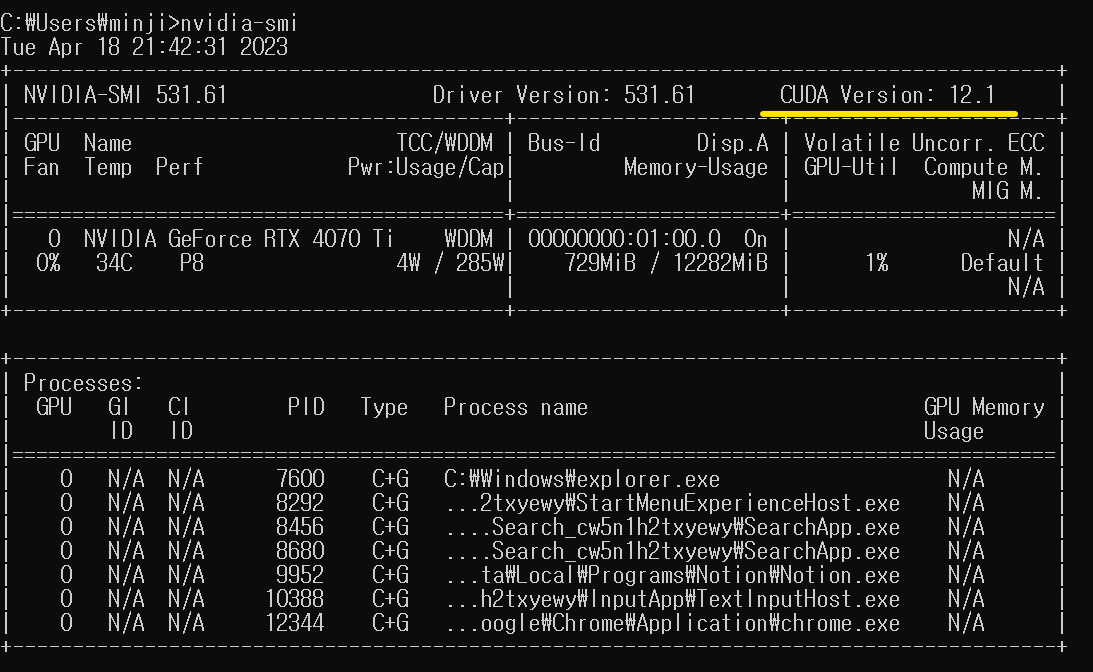 C:₩Users₩minji>nvidia-smi
Tue Apr 18 21:42:31 2023
+-----------------------------------------------------------------------------+
| NVIDIA-SMI 531.61                 Driver Version: 531.61       CUDA Version: 12.1     |
|-----------------------------------------+----------------------+----------------------+
| GPU  Name                      TCC/WDDM | Bus-Id        Disp.A | Volatile Uncorr. ECC |
| Fan  Temp  Perf            Pwr:Usage/Cap|         Memory-Usage | GPU-Util  Compute M. |
|                                         |                      |               MIG M. |
|=========================================+======================+======================|
|   0  NVIDIA GeForce RTX 4070 Ti    WDDM | 00000000:01:00.0  On |                  N/A |
|  0%   34C    P8                4W / 285W|    729MiB / 12282MiB |      1%      Default |
|                                         |                      |                  N/A |
+-----------------------------------------+----------------------+----------------------+
+---------------------------------------------------------------------------------------+
| Processes:                                                                            |
|  GPU   GI   CI        PID   Type   Process name                            GPU Memory |
|        ID   ID                                                             Usage      |
|=======================================================================================|
|    0   N/A  N/A      7600    C+G   C:₩Windows₩explorer.exe                   N/A      |
|    0   N/A  N/A      8292    C+G   ...2txyewy₩StartMenuExperienceHost.exe    N/A      |
|    0   N/A  N/A      8456    C+G   ....Search_cw5n1h2txyewy₩SearchApp.exe    N/A      |
|    0   N/A  N/A      8680    C+G   ....Search_cw5n1h2txyewy₩SearchApp.exe    N/A      |
|    0   N/A  N/A      9952    C+G   ...ta₩Local₩Programs₩Notion₩Notion.exe    N/A      |
|    0   N/A  N/A     10388    C+G   ...h2txyewy₩InputApp₩TextInputHost.exe    N/A      |
|    0   N/A  N/A     12344    C+G   ...oogle₩Chrome₩Application₩chrome.exe    N/A      |
+---------------------------------------------------------------------------------------+